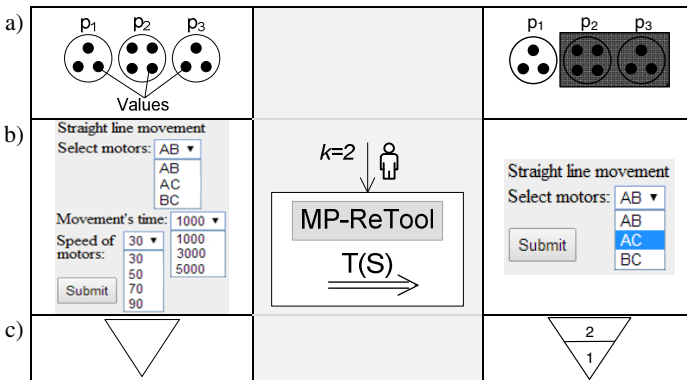 a)
p1 p2 p3
Values
p1 p2 p3
b)
Straight line movement
Select motors: AB
AB
AC
BC
Movement's time: 1000
1000
3000
5000
Speed of motors: 30
30
50
70
90
Submit
k=2
MP-ReTool
T(S)
Straight line movement
Select motors: AB
AB
AC
BC
Submit
c)
2
1